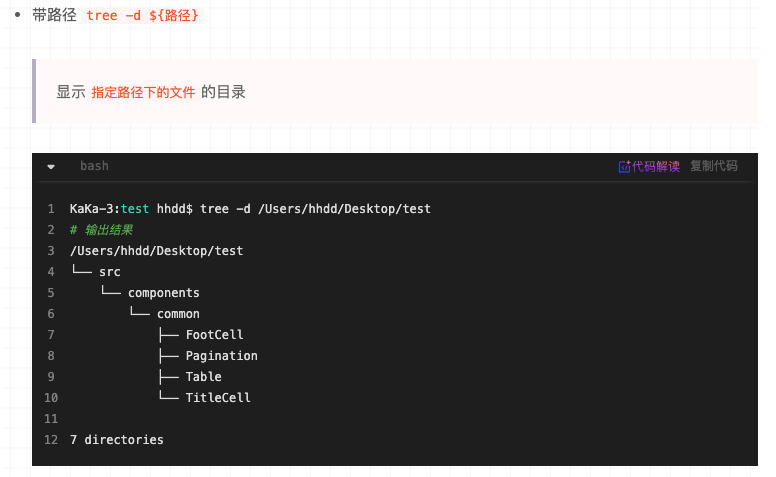 • 带路径 tree -d ${路径}
显示 指定路径下的文件 的目录
bash 代码解读 复制代码
1 KaKa-3:test hhdd$ tree -d /Users/hhdd/Desktop/test
2 # 输出结果
3 /Users/hhdd/Desktop/test
4 └── src
5     └── components
6         └── common
7             ├── FootCell
8             ├── Pagination
9             ├── Table
10             └── TitleCell
11
12 7 directories